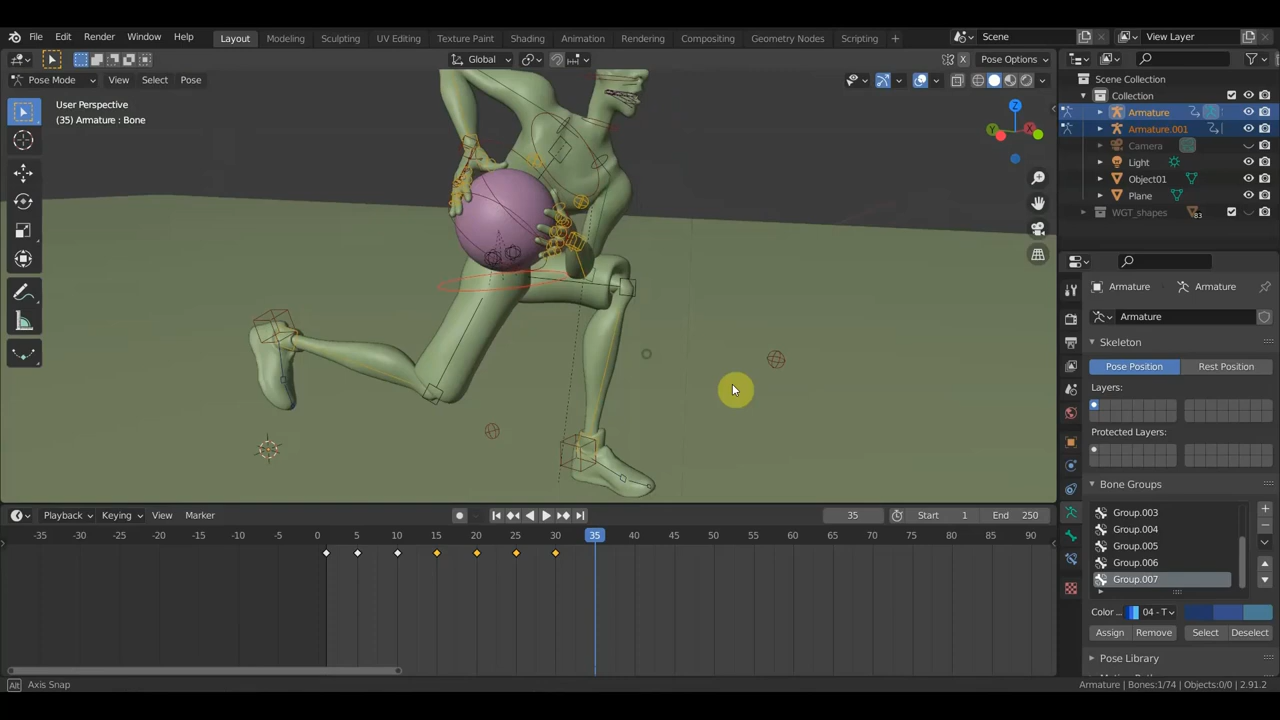 File Edit Render Window Help Layout Modeling Sculpting UV Editing Texture Paint Shading Animation Rendering Compositing Geometry Nodes Scripting + Scene View Layer
Global Pose Options
Pose Mode View Select Pose
User Perspective
(35) Armature : Bone
Z
X
Y
Scene Collection
Collection
Armature
Armature.001
Camera
Light
Object01
Plane
WGT_shapes 83
Armature Armature
Armature
Skeleton
Pose Position Rest Position
Layers:
Protected Layers:
Bone Groups
Group.003
Group.004
Group.005
Group.006
Group.007
Color 04 - T
Assign Remove Select Deselect
Pose Library
Playback Keying View Marker 35 Start 1 End 250
-35 -30 -25 -20 -15 -10 -5 0 5 10 15 20 25 30 35 40 45 50 55 60 65 70 75 80 85 90
Alt Axis Snap Armature | Bones:1/74 | Objects:0/0 | 2.91.2